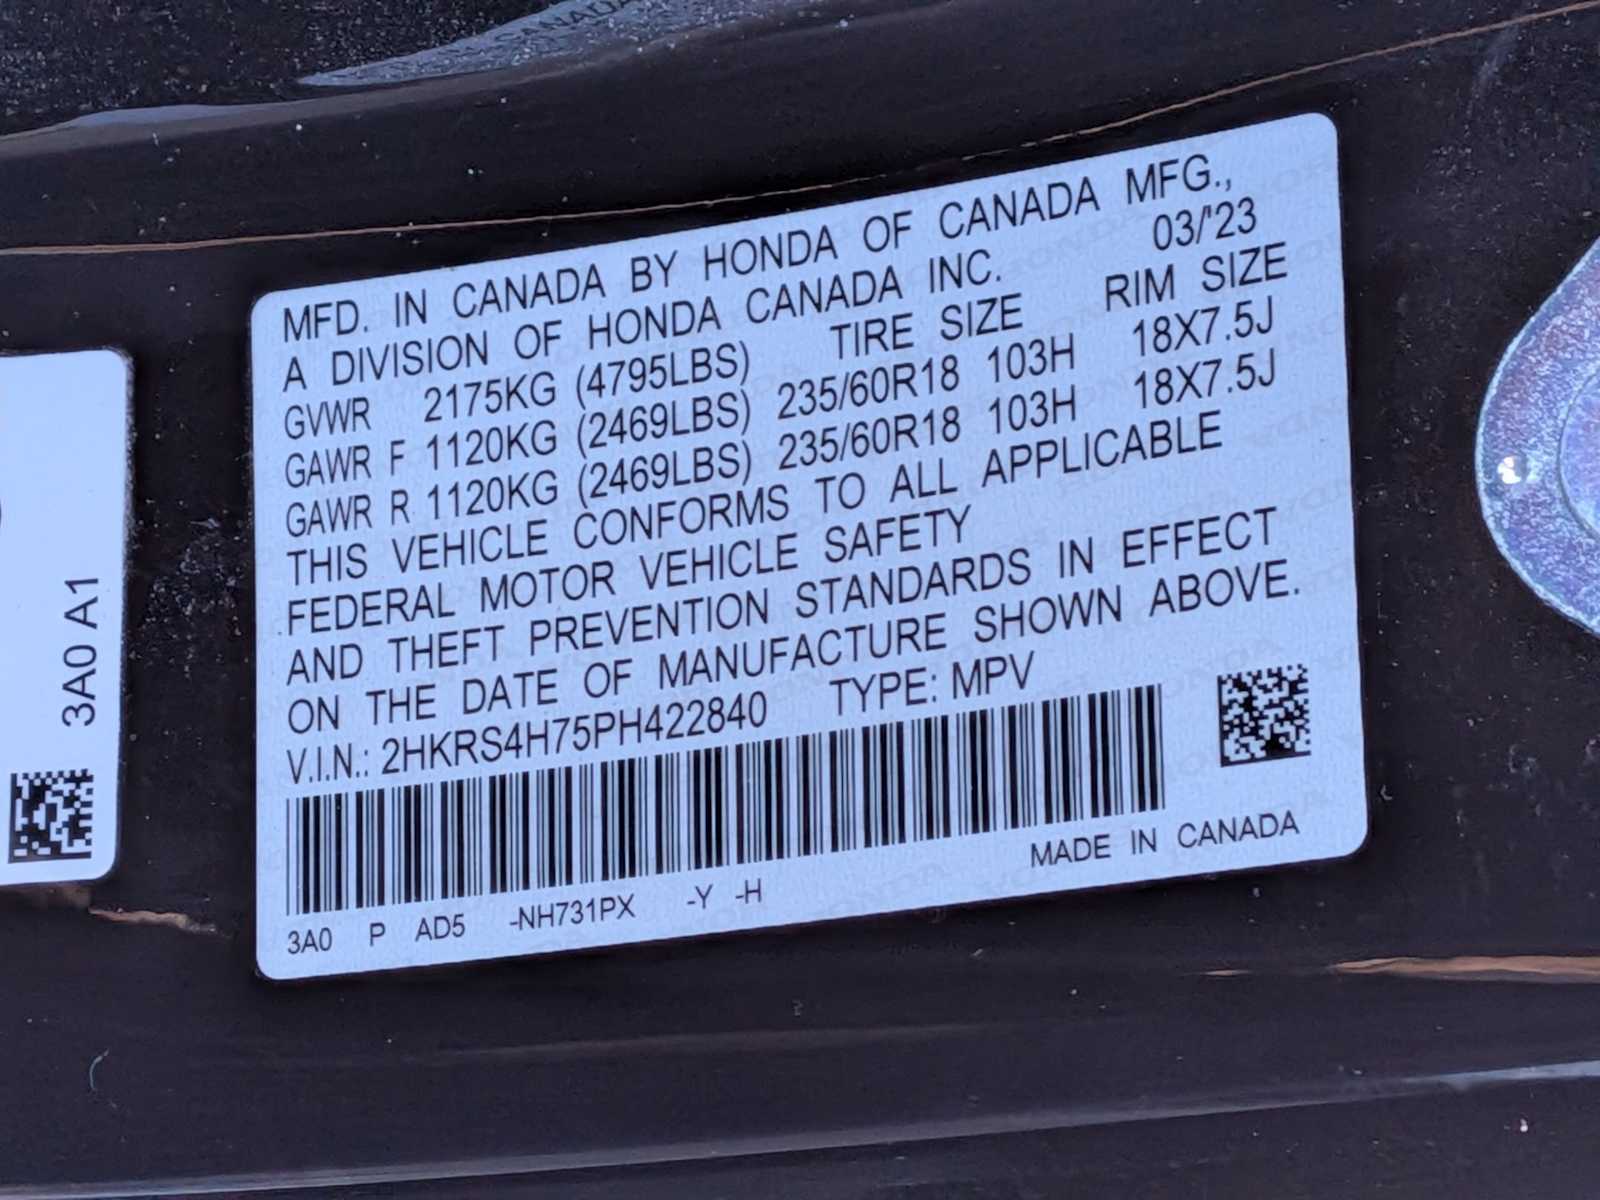 MFD. IN CANADA BY HONDA OF CANADA MFG.,
A DIVISION OF HONDA CANADA INC. 03/'23
GVWR 2175KG (4795LBS) TIRE SIZE RIM SIZE
GAWR F 1120KG (2469LBS) 235/60R18 103H 18X7.5J
GAWR R 1120KG (2469LBS) 235/60R18 103H 18X7.5J
THIS VEHICLE CONFORMS TO ALL APPLICABLE
FEDERAL MOTOR VEHICLE SAFETY
AND THEFT PREVENTION STANDARDS IN EFFECT
ON THE DATE OF MANUFACTURE SHOWN ABOVE.
V.I.N.: 2HKRS4H75PH422840 TYPE: MPV
MADE IN CANADA
3A0 P AD5 -NH731PX -Y -H
3A0 A1